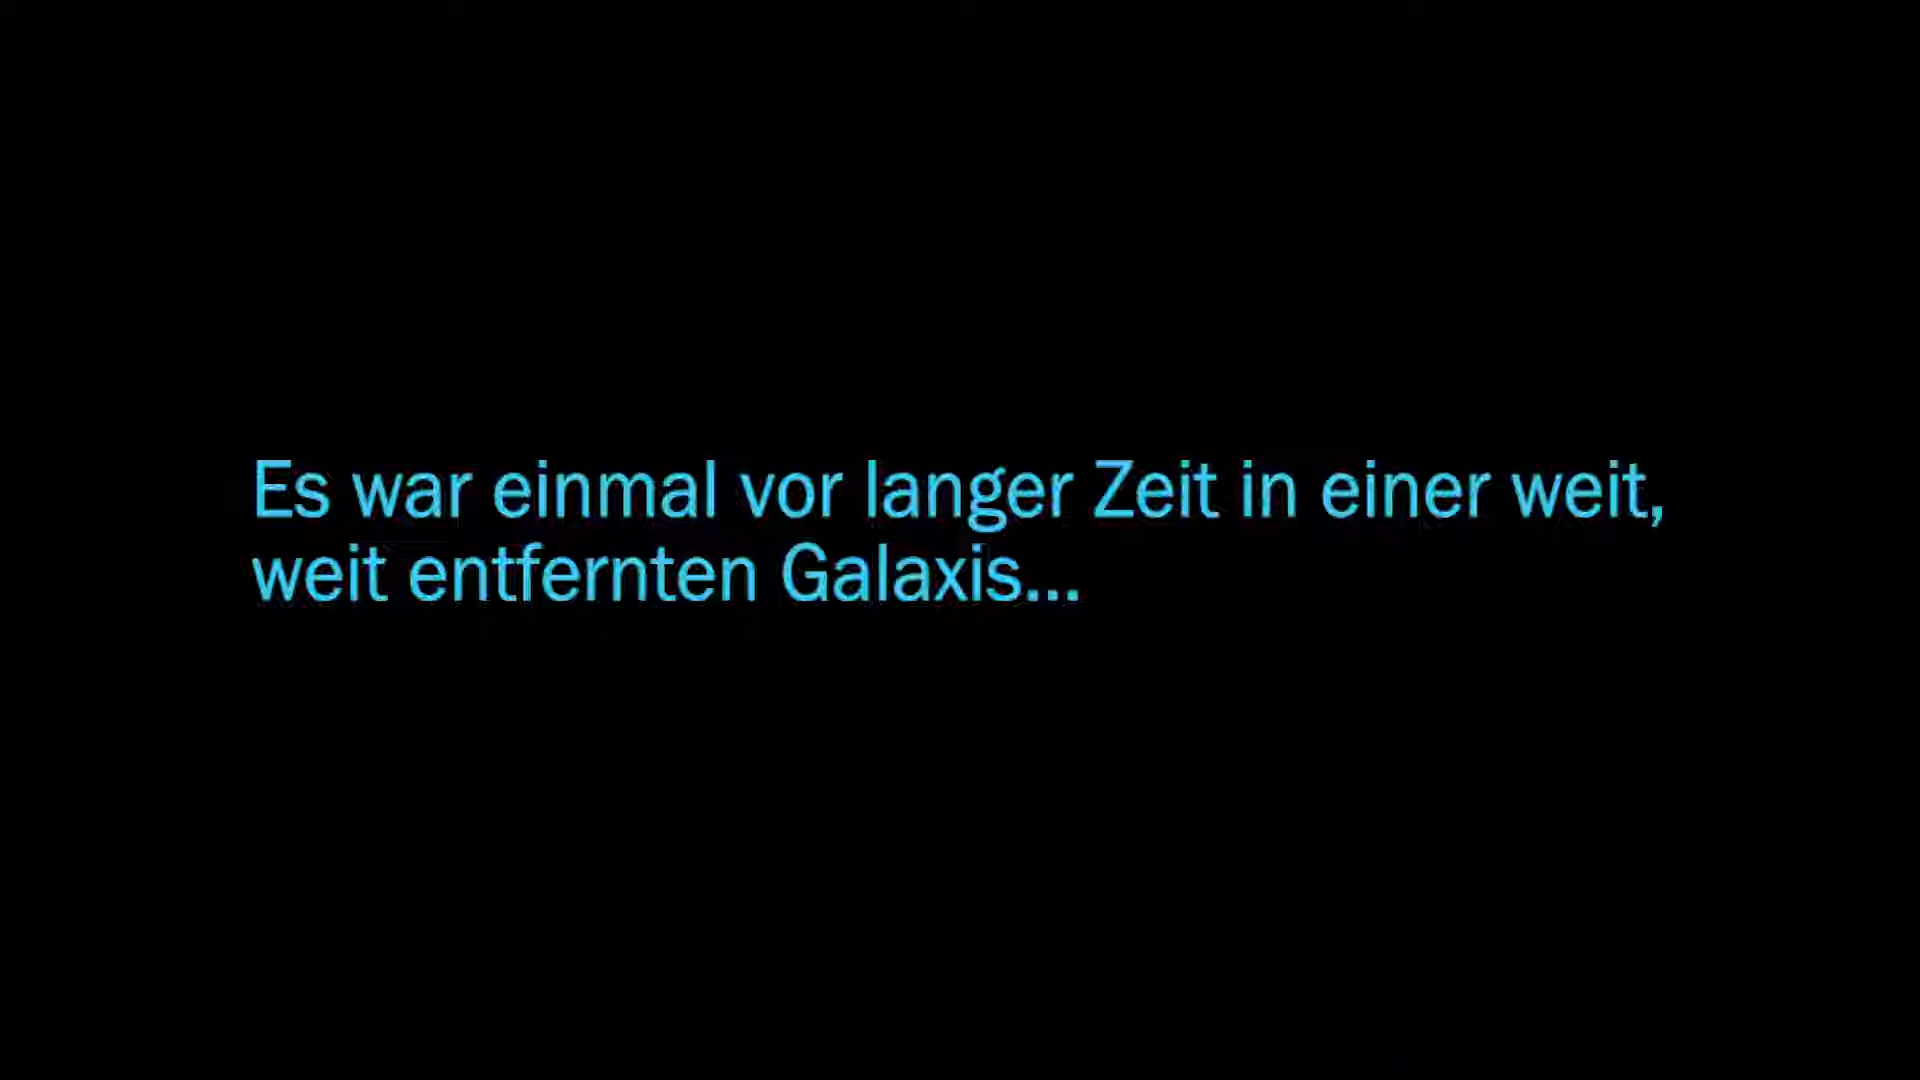 Es war einmal vor langer Zeit in einer weit,
weit entfernten Galaxis...